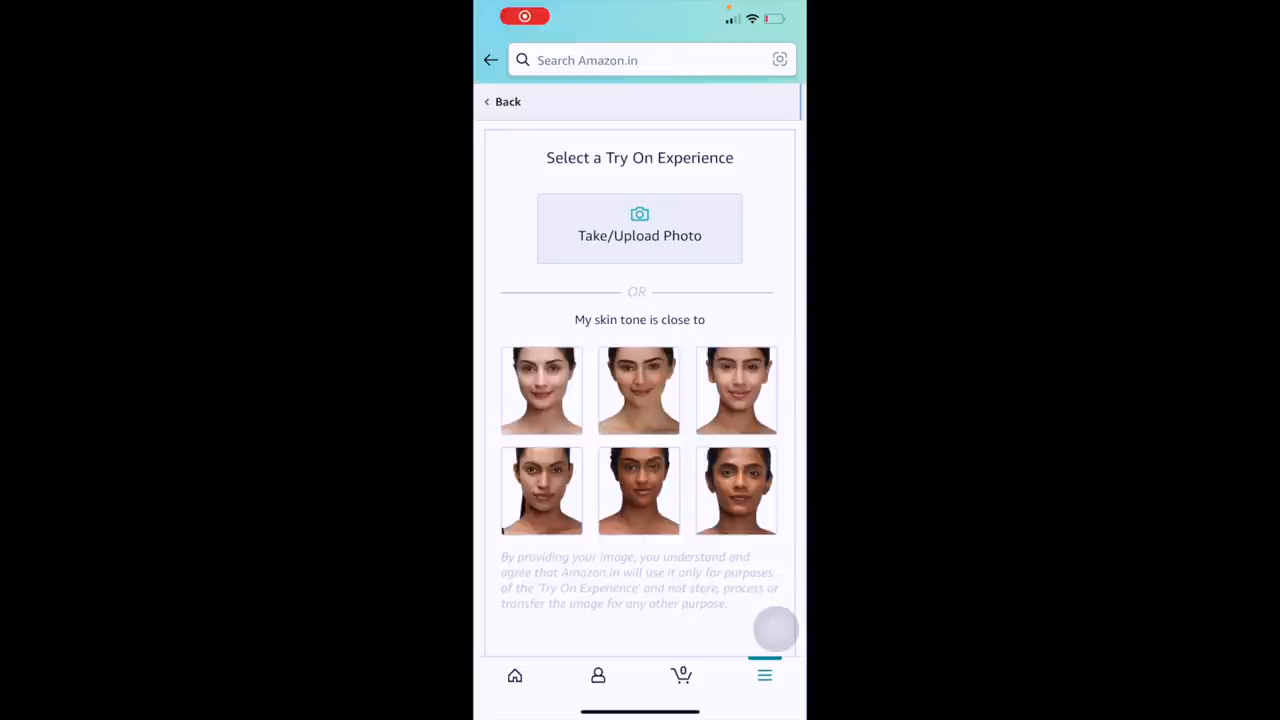 Search Amazon.in
Back
Select a Try On Experience
Take/Upload Photo
OR
My skin tone is close to
By providing your image, you understand and
agree that Amazon.in will use it only for purposes
of the 'Try On Experience' and not store, process or
transfer the image for any other purpose.
0